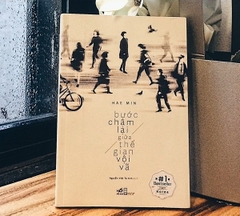 HAE MIN
bước
chậm
lại
giữa
thế
gian
vội
vã
#1
Bestseller
Korea